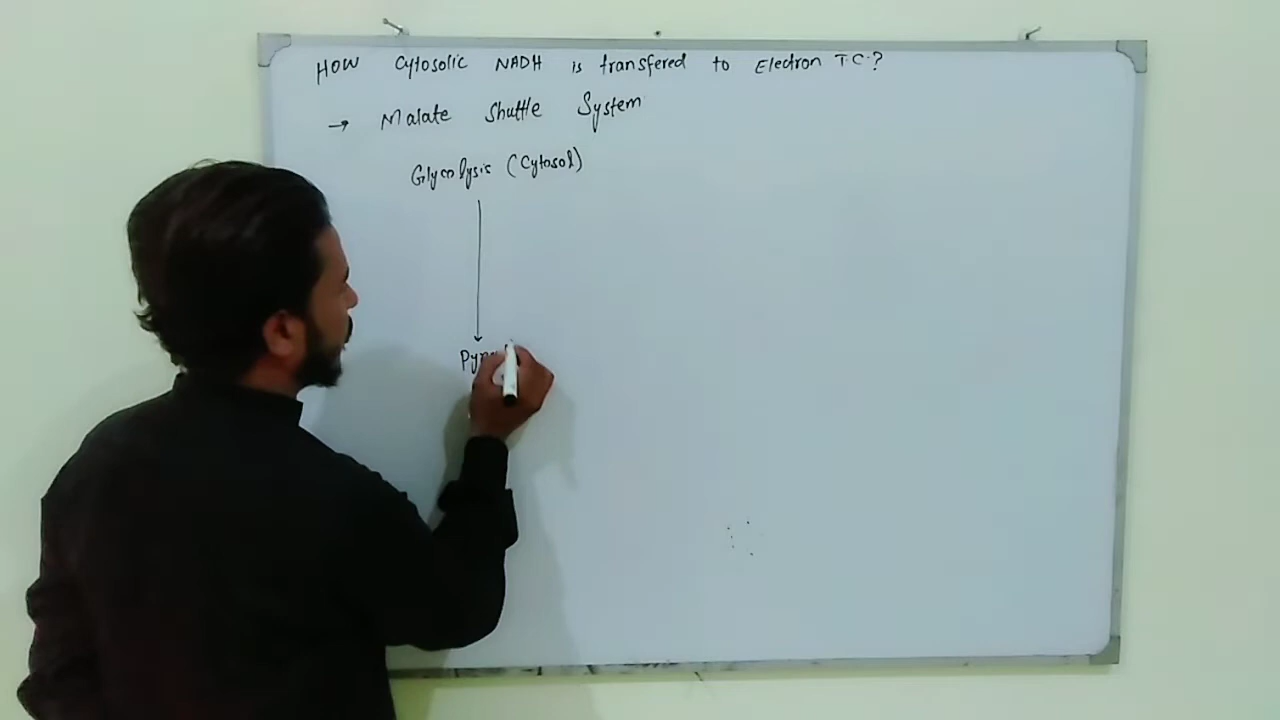 HOW Cytosolic NADH is transfered to Electron T.C.?
→ Malate Shuttle System
Glycolysis (Cytosol)